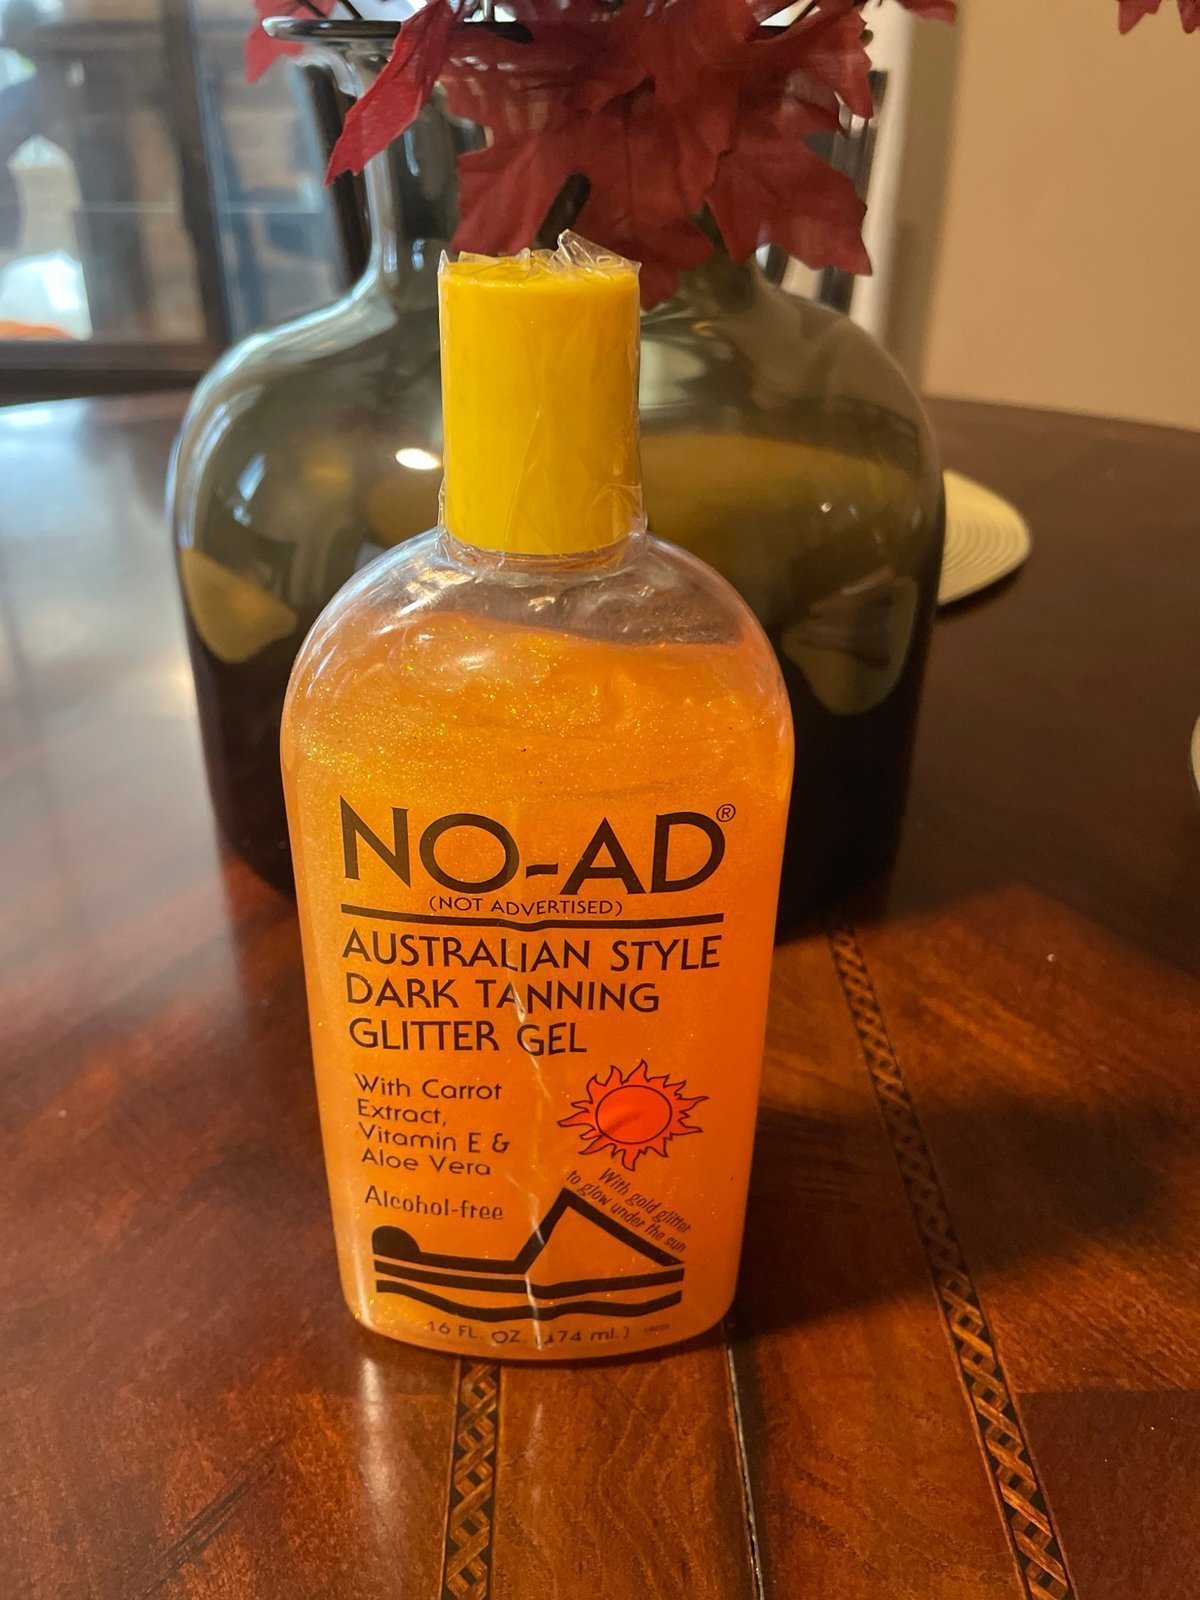 NO-AD®
(NOT ADVERTISED)
AUSTRALIAN STYLE
DARK TANNING
GLITTER GEL
With Carrot
Extract,
Vitamin E &
Aloe Vera
Alcohol-free
With gold glitter
to glow under the sun
16 FL. OZ. (474 ml.)